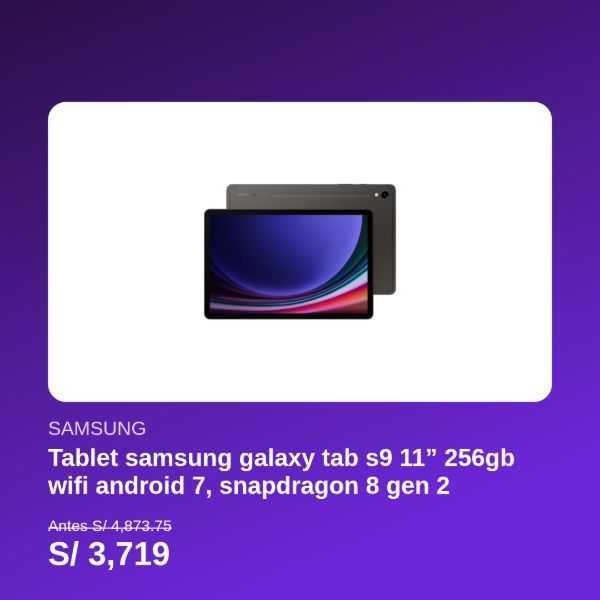 SAMSUNG
Tablet samsung galaxy tab s9 11” 256gb
wifi android 7, snapdragon 8 gen 2
Antes S/ 4,873.75
S/ 3,719